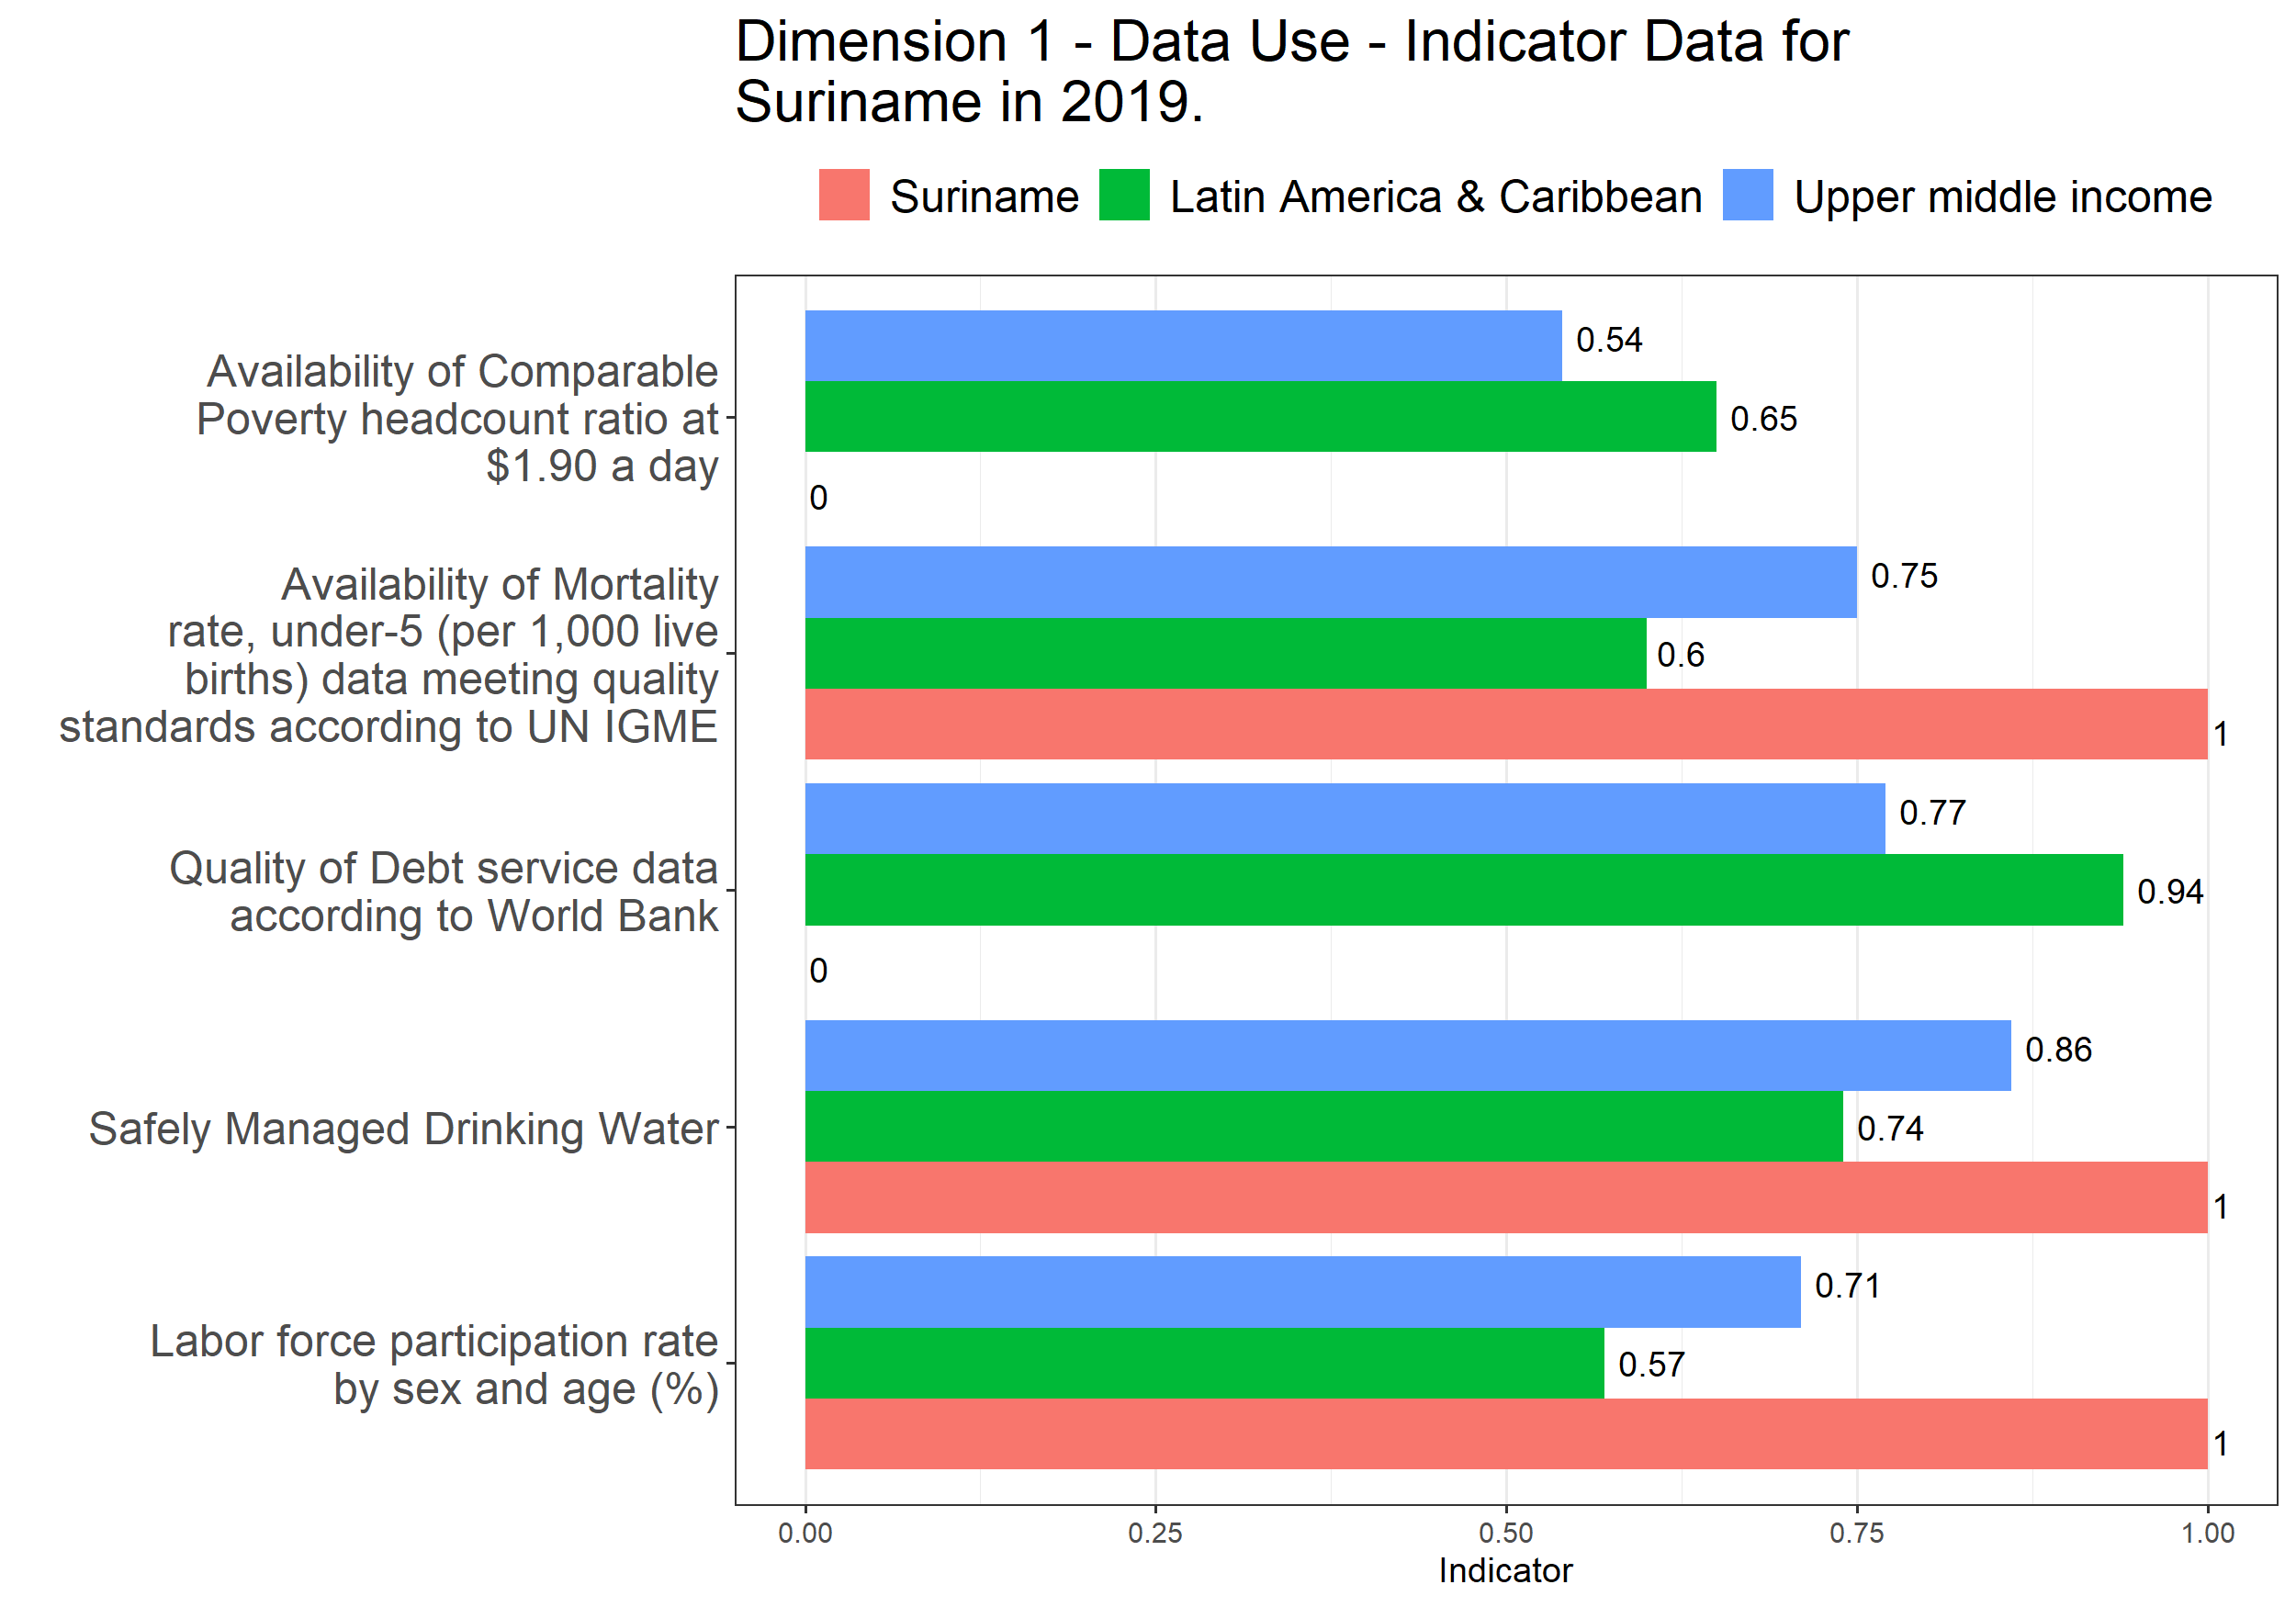 Dimension 1 - Data Use - Indicator Data for
Suriname in 2019.
Suriname
Latin America & Caribbean
Upper middle income
Availability of Comparable
Poverty headcount ratio at
$1.90 a day
0.54
0.65
0
Availability of Mortality
rate, under-5 (per 1,000 live
births) data meeting quality
standards according to UN IGME
0.75
0.6
1
Quality of Debt service data
according to World Bank
0.77
0.94
0
Safely Managed Drinking Water
0.86
0.74
1
Labor force participation rate
by sex and age (%)
0.71
0.57
1
0.00
0.25
0.50
0.75
1.00
Indicator